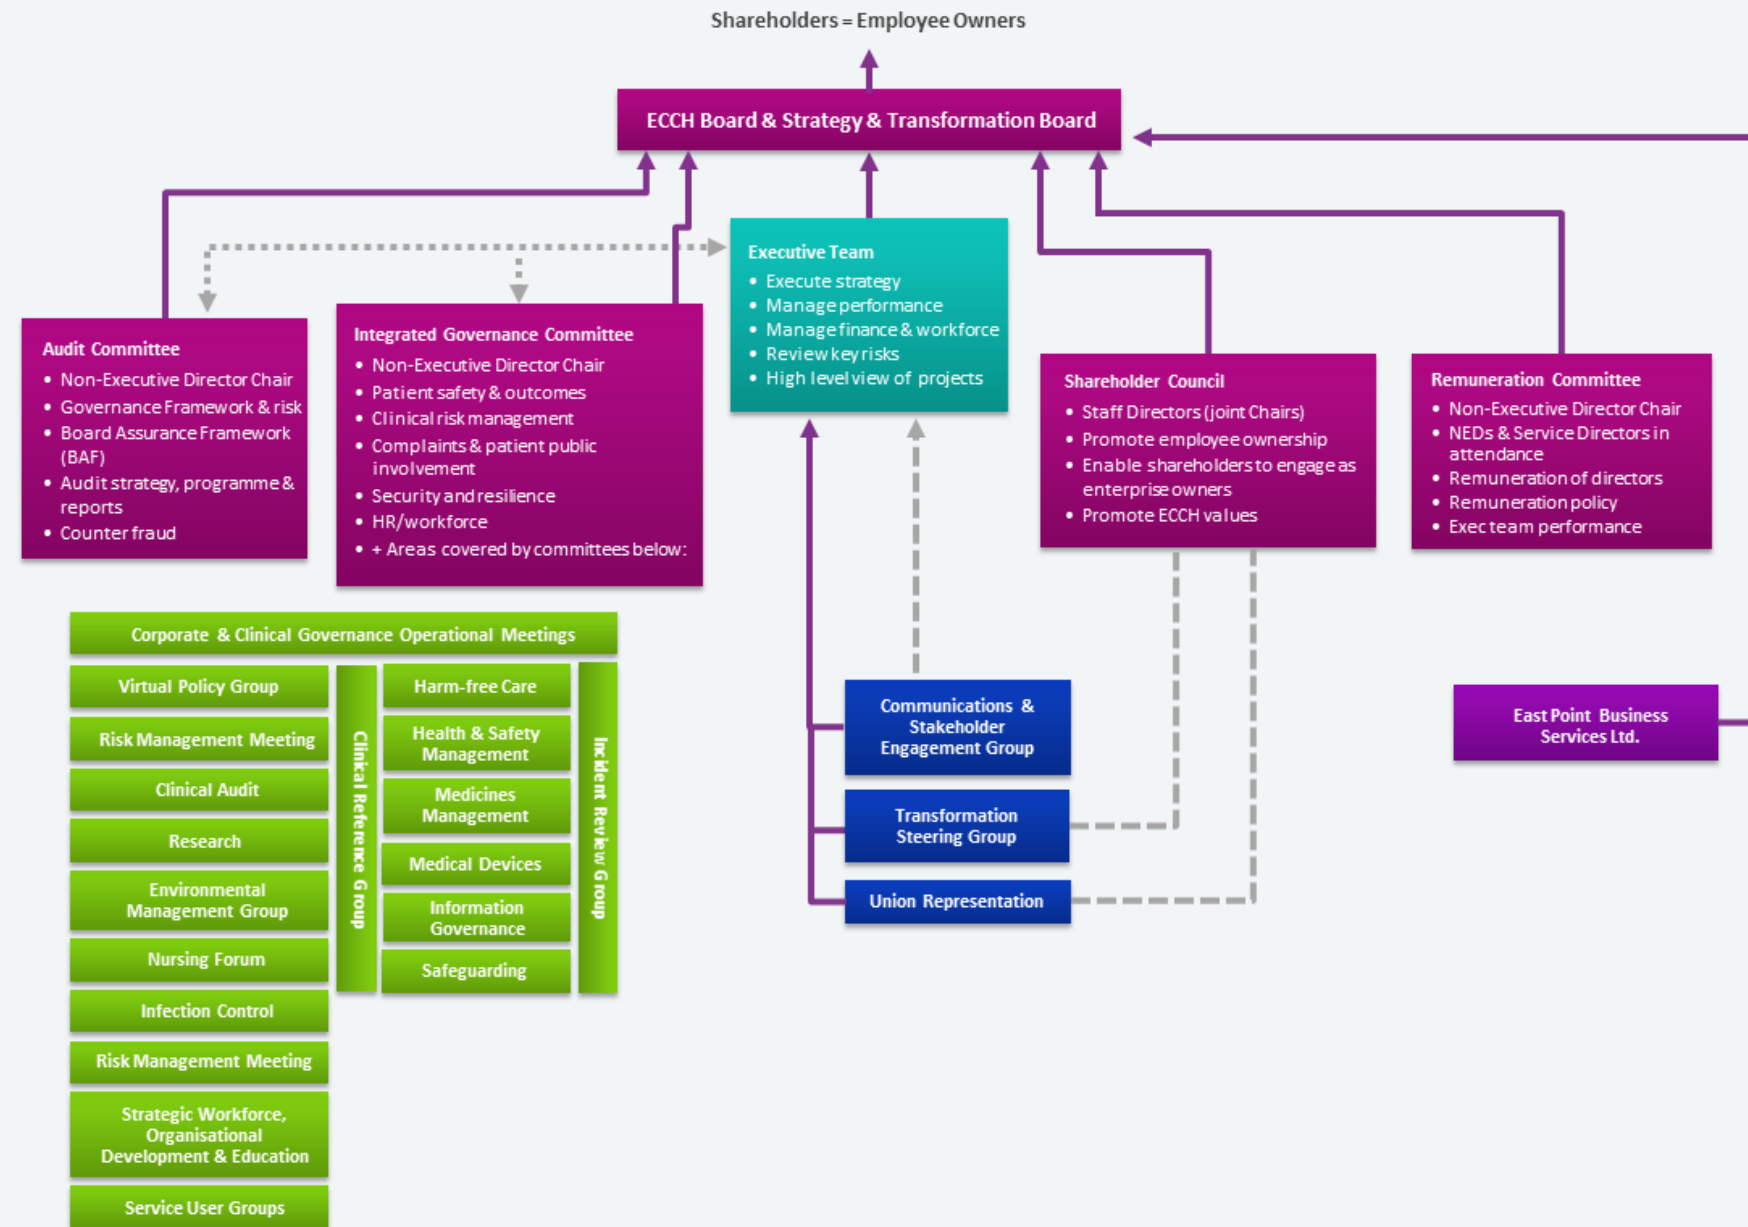 Shareholders = Employee Owners
ECCH Board & Strategy & Transformation Board
Executive Team
• Execute strategy
• Manage performance
• Manage finance & workforce
• Review key risks
• High level view of projects
Audit Committee
• Non-Executive Director Chair
• Governance Framework & risk
• Board Assurance Framework
(BAF)
• Audit strategy, programme &
reports
• Counter fraud
Integrated Governance Committee
• Non-Executive Director Chair
• Patient safety & outcomes
• Clinical risk management
• Complaints & patient public
involvement
• Security and resilience
• HR/workforce
• + Areas covered by committees below:
Shareholder Council
• Staff Directors (joint Chairs)
• Promote employee ownership
• Enable shareholders to engage as
enterprise owners
• Promote ECCH values
Remuneration Committee
• Non-Executive Director Chair
• NEDs & Service Directors in
attendance
• Remuneration of directors
• Remuneration policy
• Exec team performance
Corporate & Clinical Governance Operational Meetings
Virtual Policy Group
Risk Management Meeting
Clinical Audit
Research
Environmental
Management Group
Nursing Forum
Infection Control
Risk Management Meeting
Strategic Workforce,
Organisational
Development & Education
Service User Groups
Clinical Reference Group
Harm-free Care
Health & Safety
Management
Medicines
Management
Medical Devices
Information
Governance
Safeguarding
Incident Review Group
Communications &
Stakeholder
Engagement Group
Transformation
Steering Group
Union Representation
East Point Business
Services Ltd.